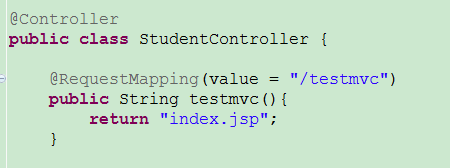 @Controller
public class StudentController {
@RequestMapping(value = "/testmvc")
public String testmvc(){
return "index.jsp";
}